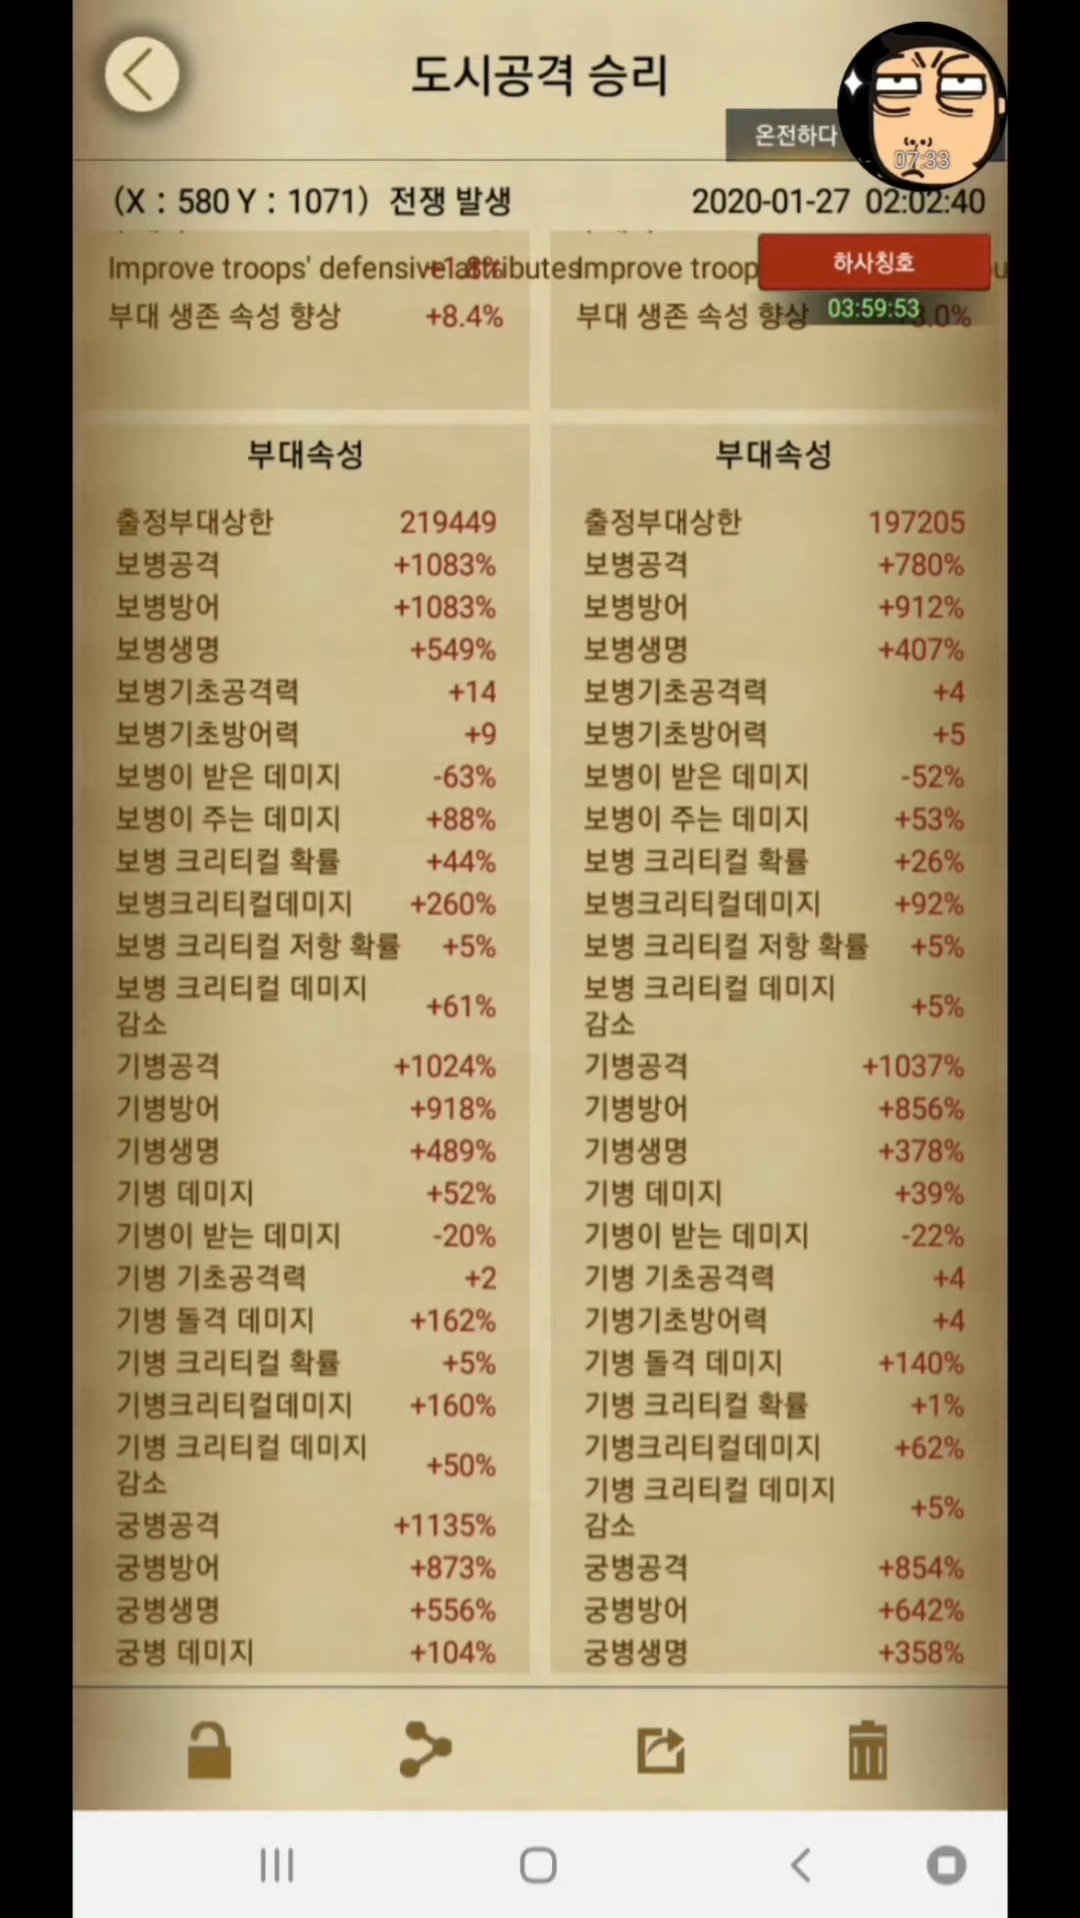 도시공격 승리
온전하다
07:33
(X : 580 Y : 1071) 전쟁 발생 2020-01-27 02:02:40
하사칭호
Improve troops' defensive attributes +1.8% Improve troop
03:59:53
부대 생존 속성 향상 +8.4% 부대 생존 속성 향상
부대속성 부대속성
출정부대상한 219449 출정부대상한 197205
보병공격 +1083% 보병공격 +780%
보병방어 +1083% 보병방어 +912%
보병생명 +549% 보병생명 +407%
보병기초공격력 +14 보병기초공격력 +4
보병기초방어력 +9 보병기초방어력 +5
보병이 받은 데미지 -63% 보병이 받은 데미지 -52%
보병이 주는 데미지 +88% 보병이 주는 데미지 +53%
보병 크리티컬 확률 +44% 보병 크리티컬 확률 +26%
보병크리티컬데미지 +260% 보병크리티컬데미지 +92%
보병 크리티컬 저항 확률 +5% 보병 크리티컬 저항 확률 +5%
보병 크리티컬 데미지 보병 크리티컬 데미지
감소 +61% 감소 +5%
기병공격 +1024% 기병공격 +1037%
기병방어 +918% 기병방어 +856%
기병생명 +489% 기병생명 +378%
기병 데미지 +52% 기병 데미지 +39%
기병이 받는 데미지 -20% 기병이 받는 데미지 -22%
기병 기초공격력 +2 기병 기초공격력 +4
기병 돌격 데미지 +162% 기병기초방어력 +4
기병 크리티컬 확률 +5% 기병 돌격 데미지 +140%
기병크리티컬데미지 +160% 기병 크리티컬 확률 +1%
기병 크리티컬 데미지 기병크리티컬데미지 +62%
감소 +50% 기병 크리티컬 데미지
궁병공격 +1135% 감소 +5%
궁병방어 +873% 궁병공격 +854%
궁병생명 +556% 궁병방어 +642%
궁병 데미지 +104% 궁병생명 +358%